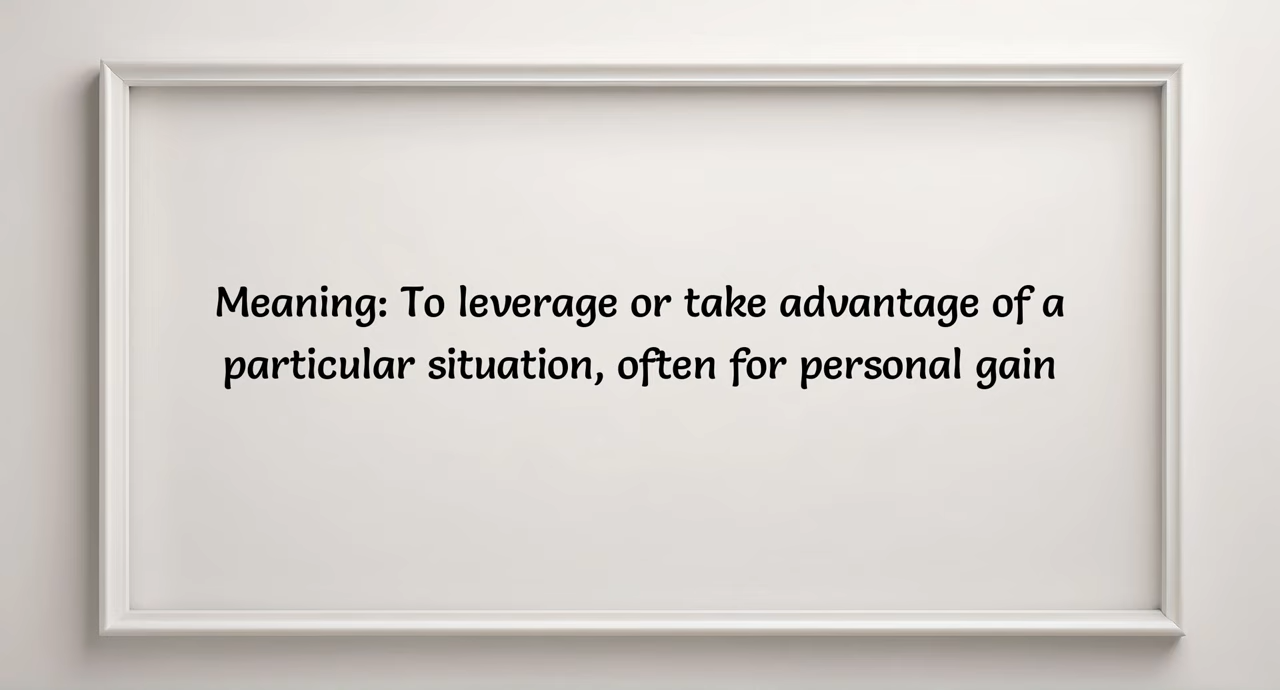 Meaning: To leverage or take advantage of a
particular situation, often for personal gain